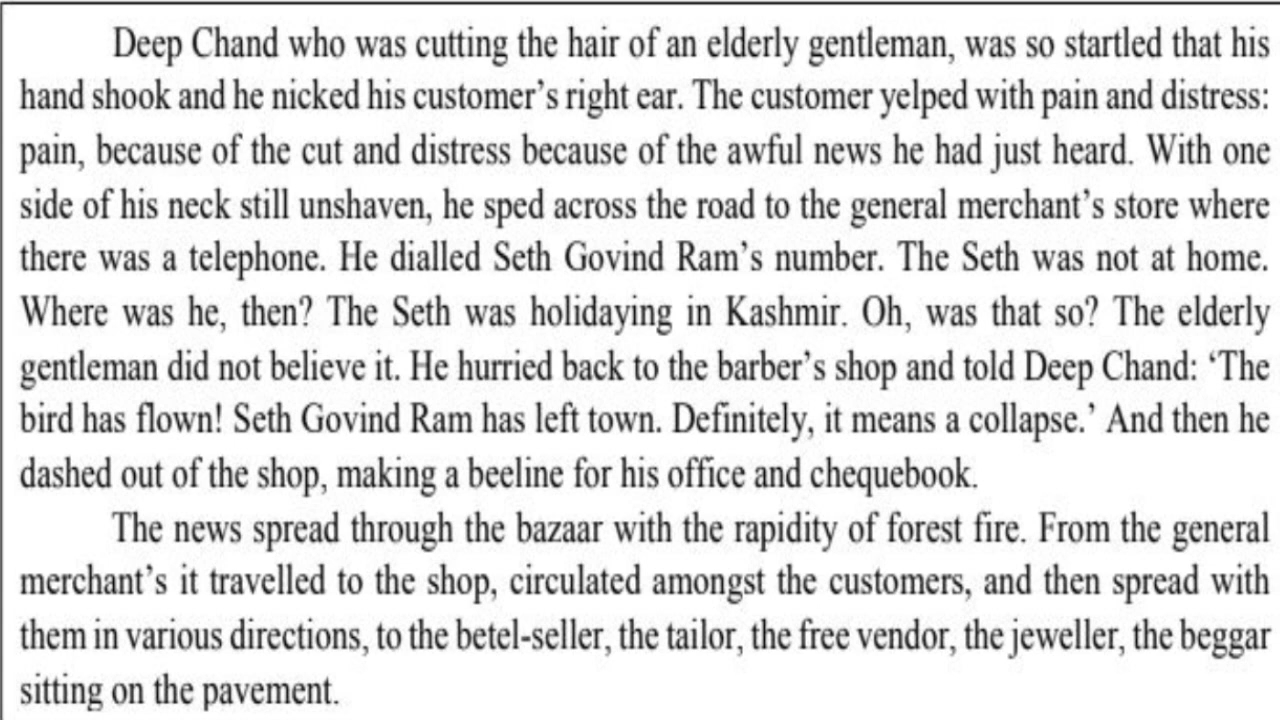 Deep Chand who was cutting the hair of an elderly gentleman, was so startled that his
hand shook and he nicked his customer’s right ear. The customer yelped with pain and distress:
pain, because of the cut and distress because of the awful news he had just heard. With one
side of his neck still unshaven, he sped across the road to the general merchant’s store where
there was a telephone. He dialled Seth Govind Ram’s number. The Seth was not at home.
Where was he, then? The Seth was holidaying in Kashmir. Oh, was that so? The elderly
gentleman did not believe it. He hurried back to the barber’s shop and told Deep Chand: ‘The
bird has flown! Seth Govind Ram has left town. Definitely, it means a collapse.’ And then he
dashed out of the shop, making a beeline for his office and chequebook.
The news spread through the bazaar with the rapidity of forest fire. From the general
merchant’s it travelled to the shop, circulated amongst the customers, and then spread with
them in various directions, to the betel-seller, the tailor, the free vendor, the jeweller, the beggar
sitting on the pavement.